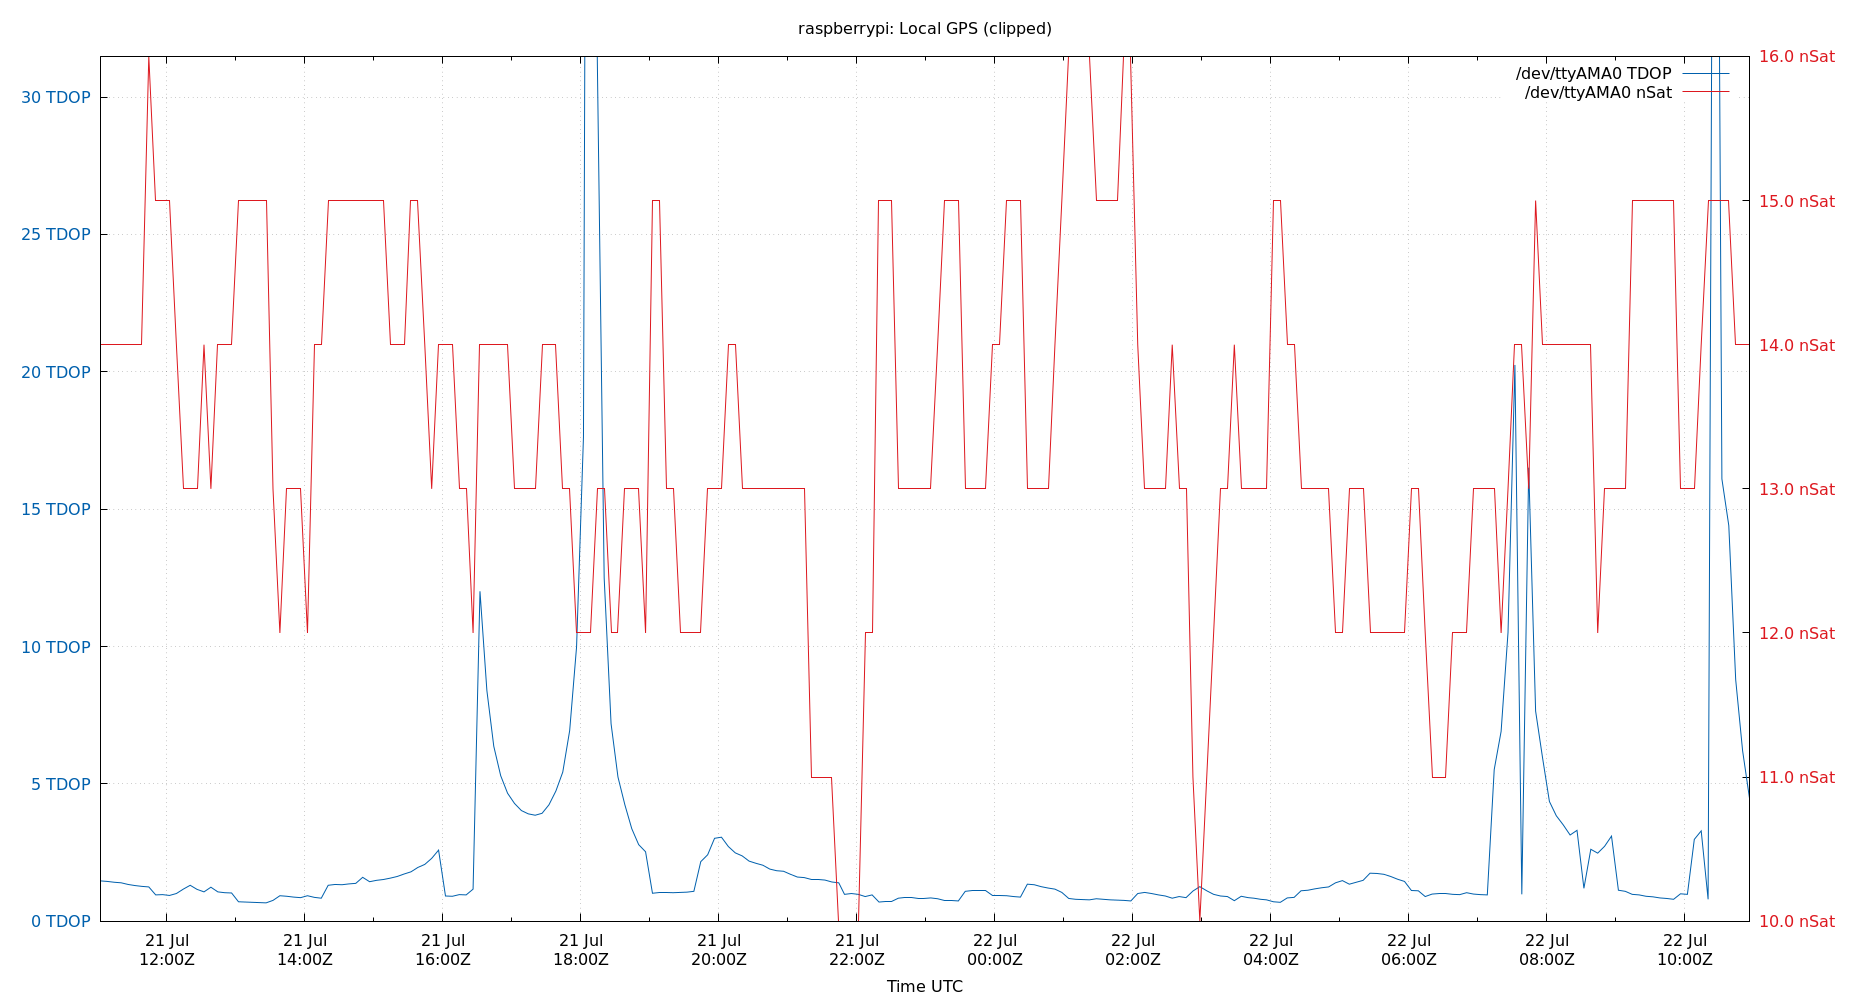 raspberrypi: Local GPS (clipped)
/dev/ttyAMA0 TDOP
/dev/ttyAMA0 nSat
30 TDOP
25 TDOP
20 TDOP
15 TDOP
10 TDOP
5 TDOP
0 TDOP
16.0 nSat
15.0 nSat
14.0 nSat
13.0 nSat
12.0 nSat
11.0 nSat
10.0 nSat
21 Jul
12:00Z
21 Jul
14:00Z
21 Jul
16:00Z
21 Jul
18:00Z
21 Jul
20:00Z
21 Jul
22:00Z
22 Jul
00:00Z
22 Jul
02:00Z
22 Jul
04:00Z
22 Jul
06:00Z
22 Jul
08:00Z
22 Jul
10:00Z
Time UTC